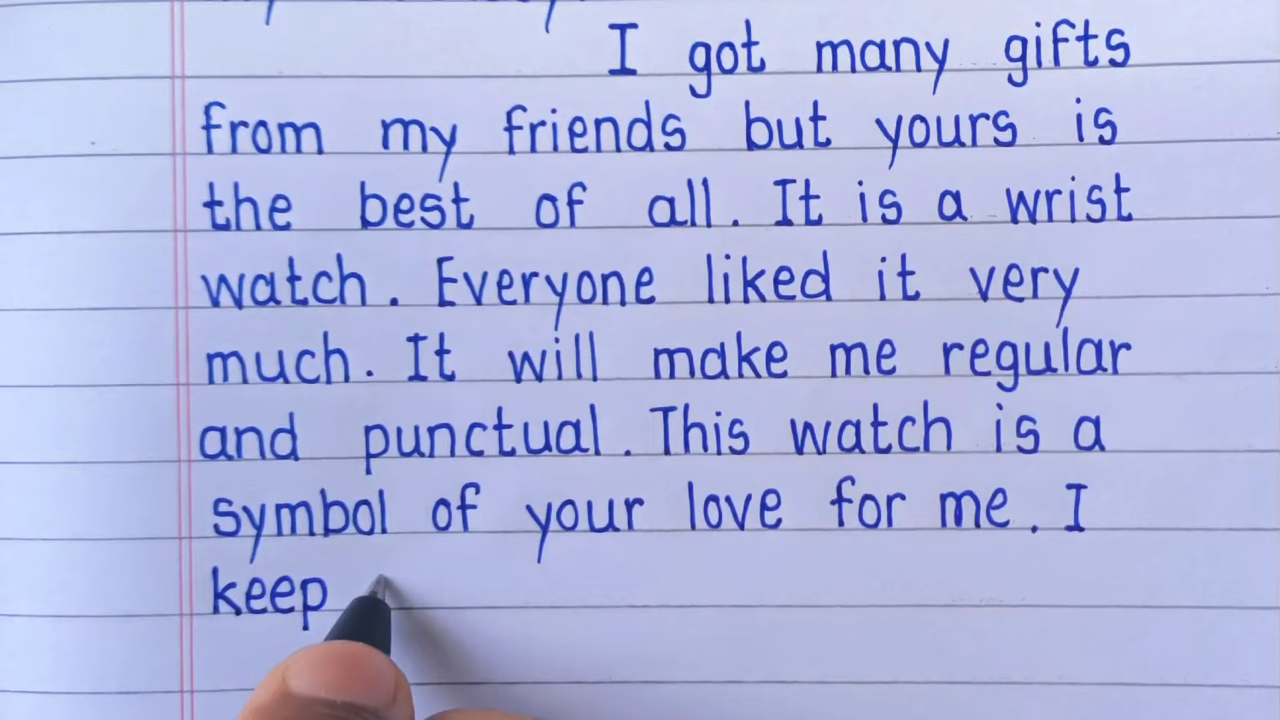 I got many gifts
from my friends but yours is
the best of all. It is a wrist
watch. Everyone liked it very
much. It will make me regular
and punctual. This watch is a
symbol of your love for me. I
keep